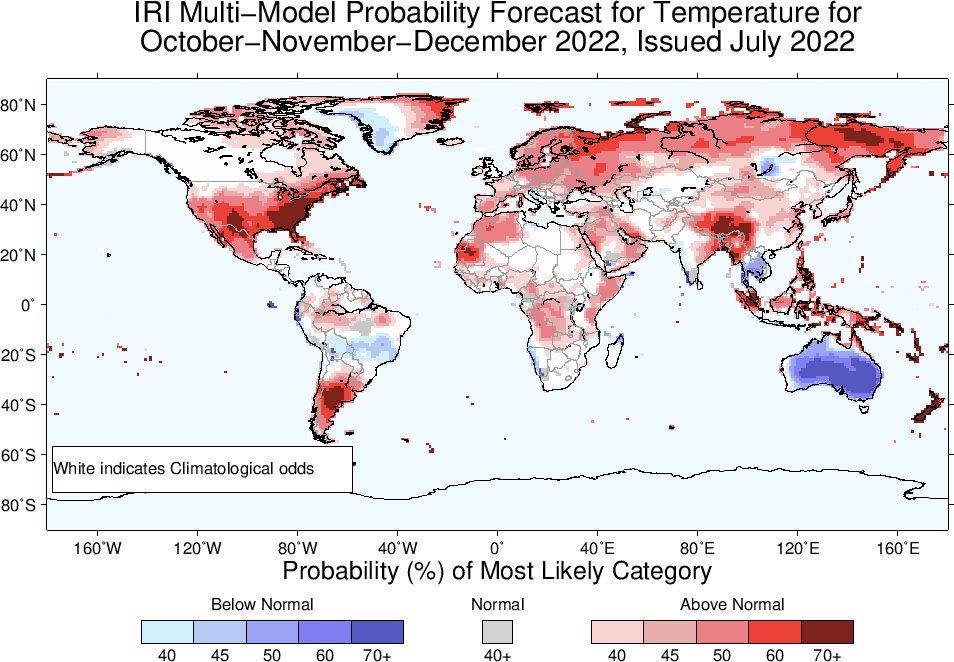 IRI Multi−Model Probability Forecast for Temperature for
October−November−December 2022, Issued July 2022
80˚N
60˚N
40˚N
20˚N
0˚
20˚S
40˚S
60˚S
80˚S
White indicates Climatological odds
160˚W 120˚W 80˚W 40˚W 0˚ 40˚E 80˚E 120˚E 160˚E
Probability (%) of Most Likely Category
Below Normal Normal Above Normal
40 45 50 60 70+ 40+ 40 45 50 60 70+